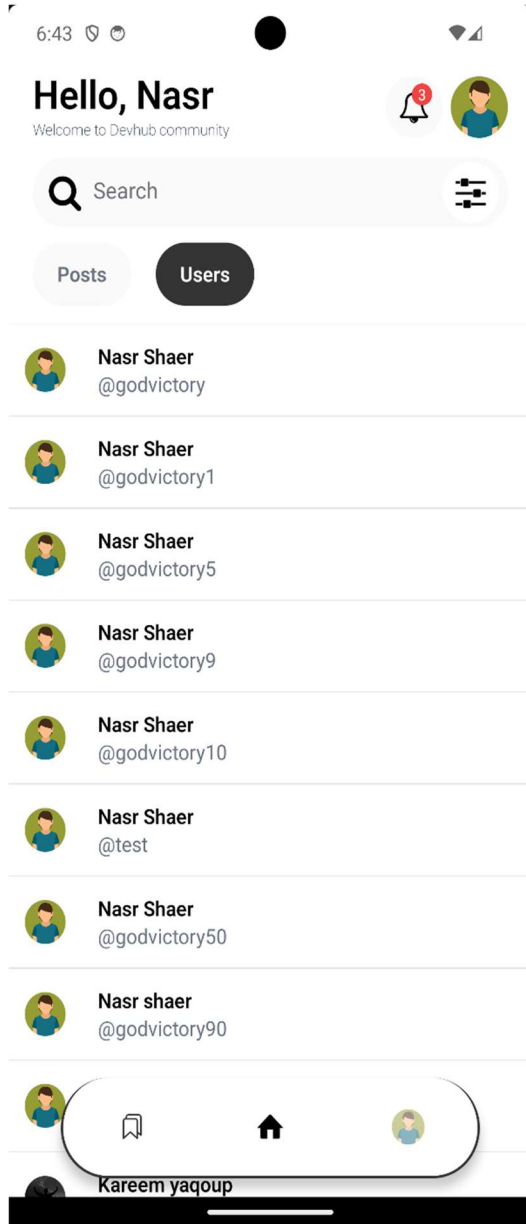 6:43
Hello, Nasr
3
Welcome to Devhub community
Search
Posts
Users
Nasr Shaer
@godvictory
Nasr Shaer
@godvictory1
Nasr Shaer
@godvictory5
Nasr Shaer
@godvictory9
Nasr Shaer
@godvictory10
Nasr Shaer
@test
Nasr Shaer
@godvictory50
Nasr shaer
@godvictory90
Kareem yaqoup